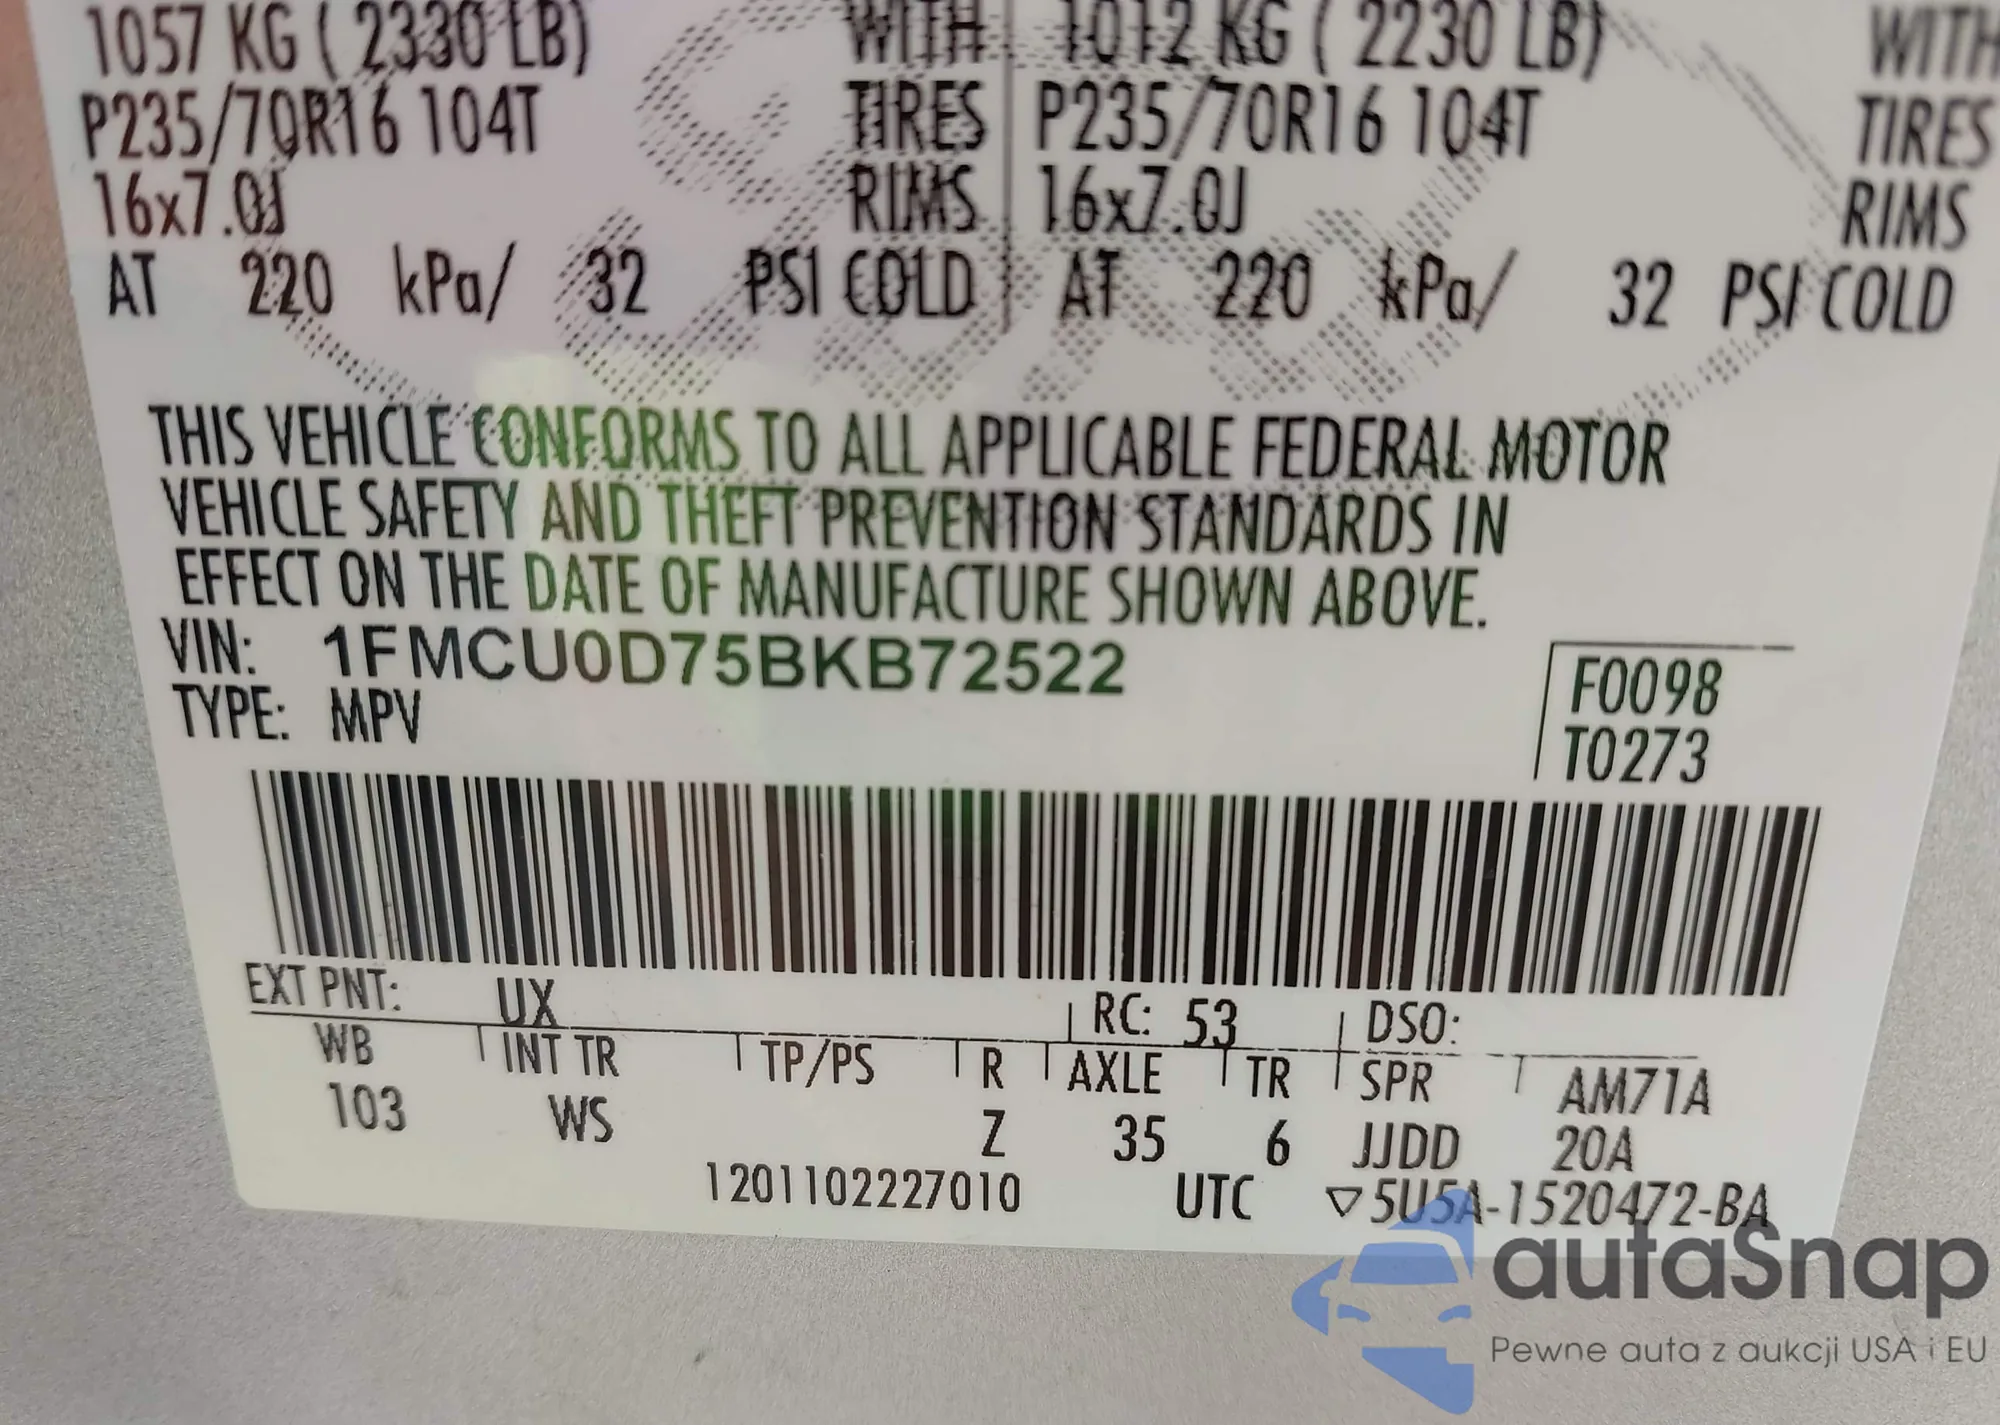 1057 KG ( 2330 LB) WITH 1012 KG ( 2230 LB) WITH
P235/70R16 104T TIRES P235/70R16 104T TIRES
16x7.0J RIMS 16x7.0J RIMS
AT 220 kPa/ 32 PSI COLD AT 220 kPa/ 32 PSI COLD
THIS VEHICLE CONFORMS TO ALL APPLICABLE FEDERAL MOTOR
VEHICLE SAFETY AND THEFT PREVENTION STANDARDS IN
EFFECT ON THE DATE OF MANUFACTURE SHOWN ABOVE.
VIN: 1FMCU0D75BKB72522
TYPE: MPV
F0098
T0273
EXT PNT: UX RC: 53 DSO:
WB INT TR TP/PS R AXLE TR SPR AM71A
103 WS Z 35 6 JJDD 20A
1201102227010 UTC ▽5U5A-1520472-BA
autaSnap
Pewne auta z aukcji USA i EU